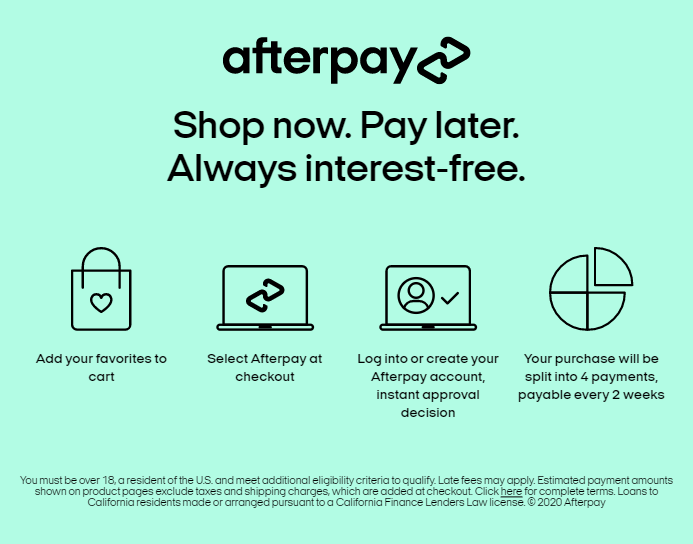 afterpay
Shop now. Pay later.
Always interest-free.
Add your favorites to
cart
Select Afterpay at
checkout
Log into or create your
Afterpay account,
instant approval
decision
Your purchase will be
split into 4 payments,
payable every 2 weeks
You must be over 18, a resident of the U.S. and meet additional eligibility criteria to qualify. Late fees may apply. Estimated payment amounts
shown on product pages exclude taxes and shipping charges, which are added at checkout. Click here for complete terms. Loans to
California residents made or arranged pursuant to a California Finance Lenders Law license. © 2020 Afterpay